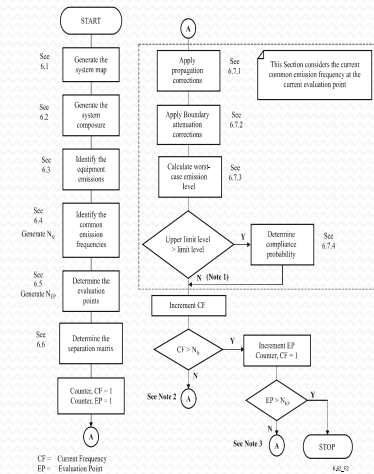 START
See
6.1
Generate the
system map
See
6.2
Generate the
system
composure
See
6.3
Identify the
equipment
emissions
See
6.4
Generate Nfc
Identify the
common
emission
frequencies
See
6.5
Generate NEP
Determine the
evaluation
points
See
6.6
Determine the
separation matrix
Counter, CF = 1
Counter, EP = 1
A
CF = Current Frequency
EP = Evaluation Point
A
Apply
propagation
corrections
See
6.7.1
This Section considers the current
common emission frequency at the
current evaluation point
Apply Boundary
attenuation
corrections
See
6.7.2
Calculate worst-
case emission
level
See
6.7.3
Upper limit level
> limit level
Y
Determine
compliance
probability
See
6.7.4
N (Note 1)
Increment CF
CF > Nfc
Y
Increment EP
Counter, CF = 1
N
See Note 2
A
EP > NEP
Y
N
See Note 3
A
STOP